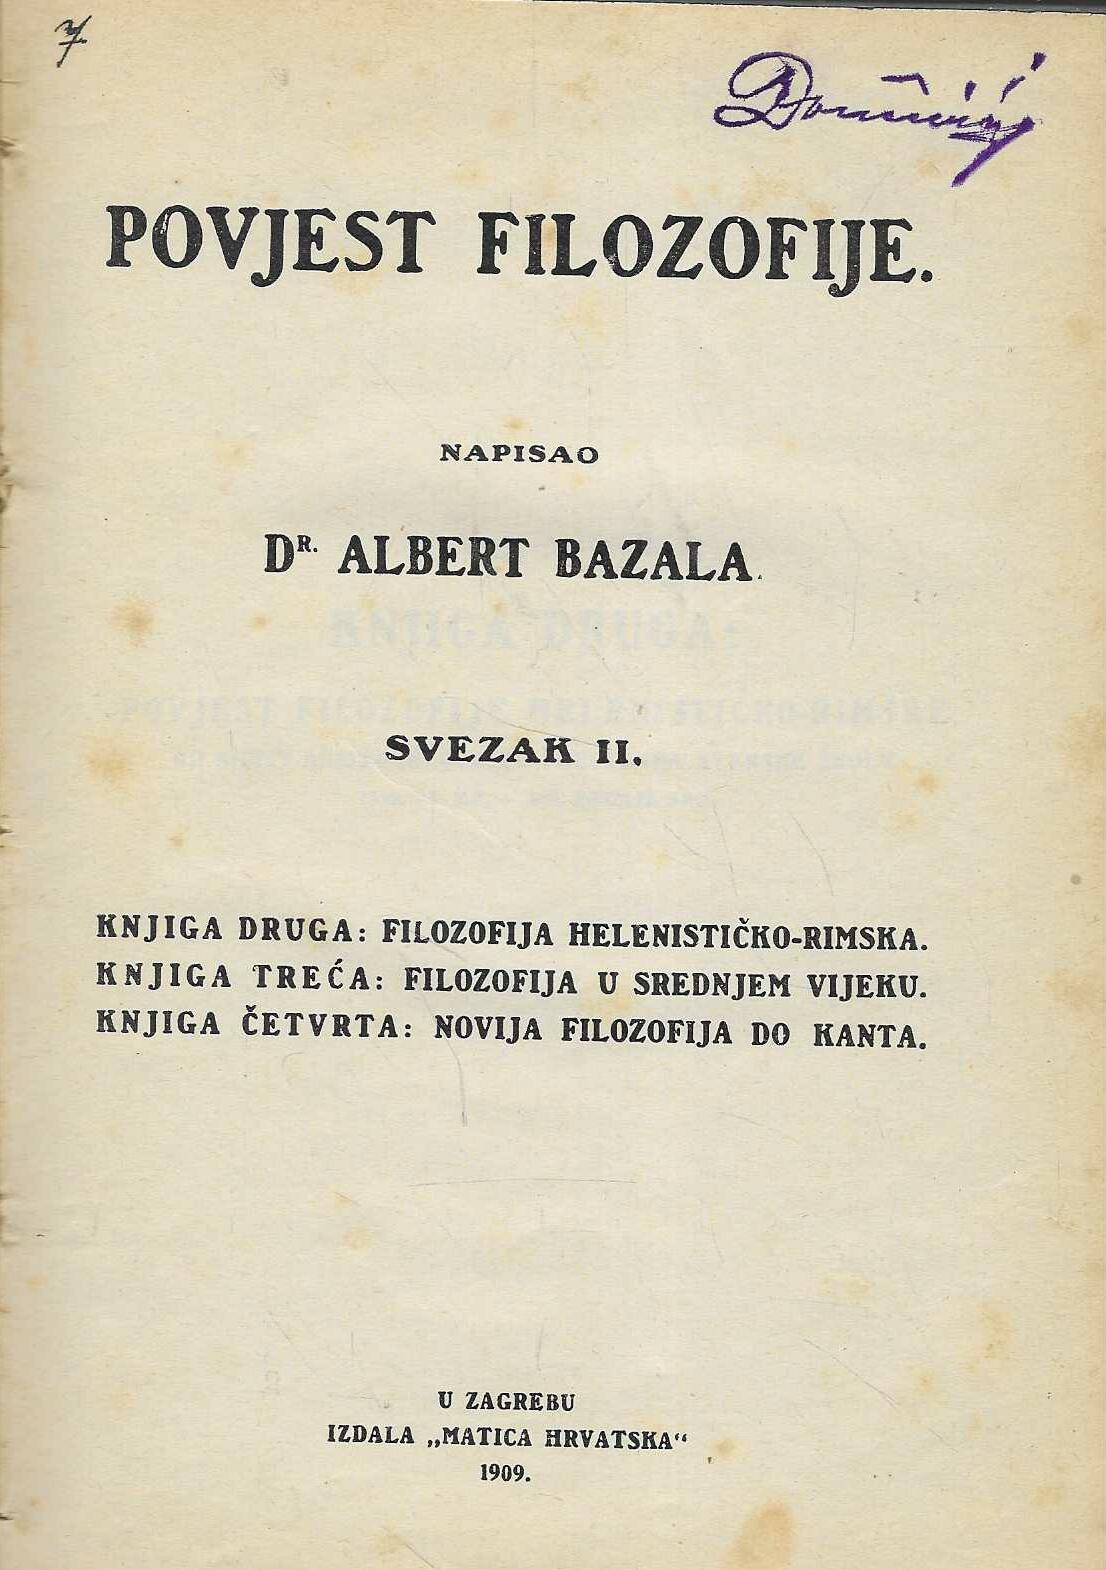 7.
POVJEST FILOZOFIJE.
NAPISAO
DR. ALBERT BAZALA.
SVEZAK II.
KNJIGA DRUGA: FILOZOFIJA HELENISTIČKO-RIMSKA.
KNJIGA TREĆA: FILOZOFIJA U SREDNJEM VIJEKU.
KNJIGA ČETVRTA: NOVIJA FILOZOFIJA DO KANTA.
U ZAGREBU
IZDALA „MATICA HRVATSKA“
1909.